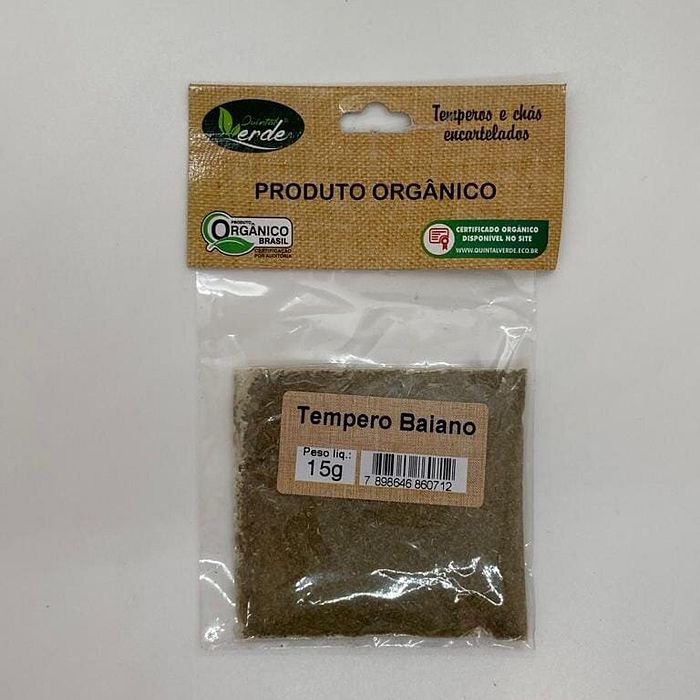 Quintal
Verde
Temperos e chás
encartelados
PRODUTO ORGÂNICO
PRODUTO
ORGÂNICO
BRASIL
CERTIFICAÇÃO
POR AUDITORIA
CERTIFICADO ORGÂNICO
DISPONÍVEL NO SITE
WWW.QUINTALVERDE.ECO.BR
Tempero Baiano
Peso liq.:
15g
7 898646 860712